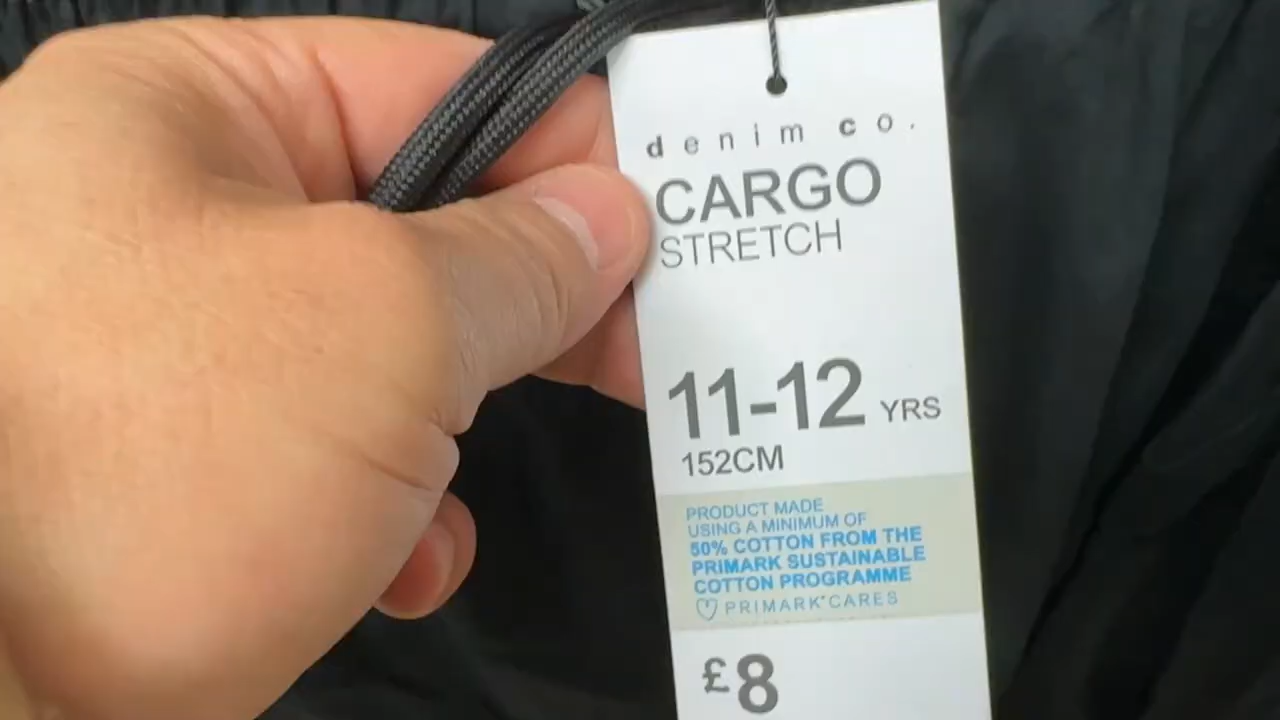 denim co.
CARGO
STRETCH
11-12 YRS
152CM
PRODUCT MADE
USING A MINIMUM OF
50% COTTON FROM THE
PRIMARK SUSTAINABLE
COTTON PROGRAMME
PRIMARK CARES
£8